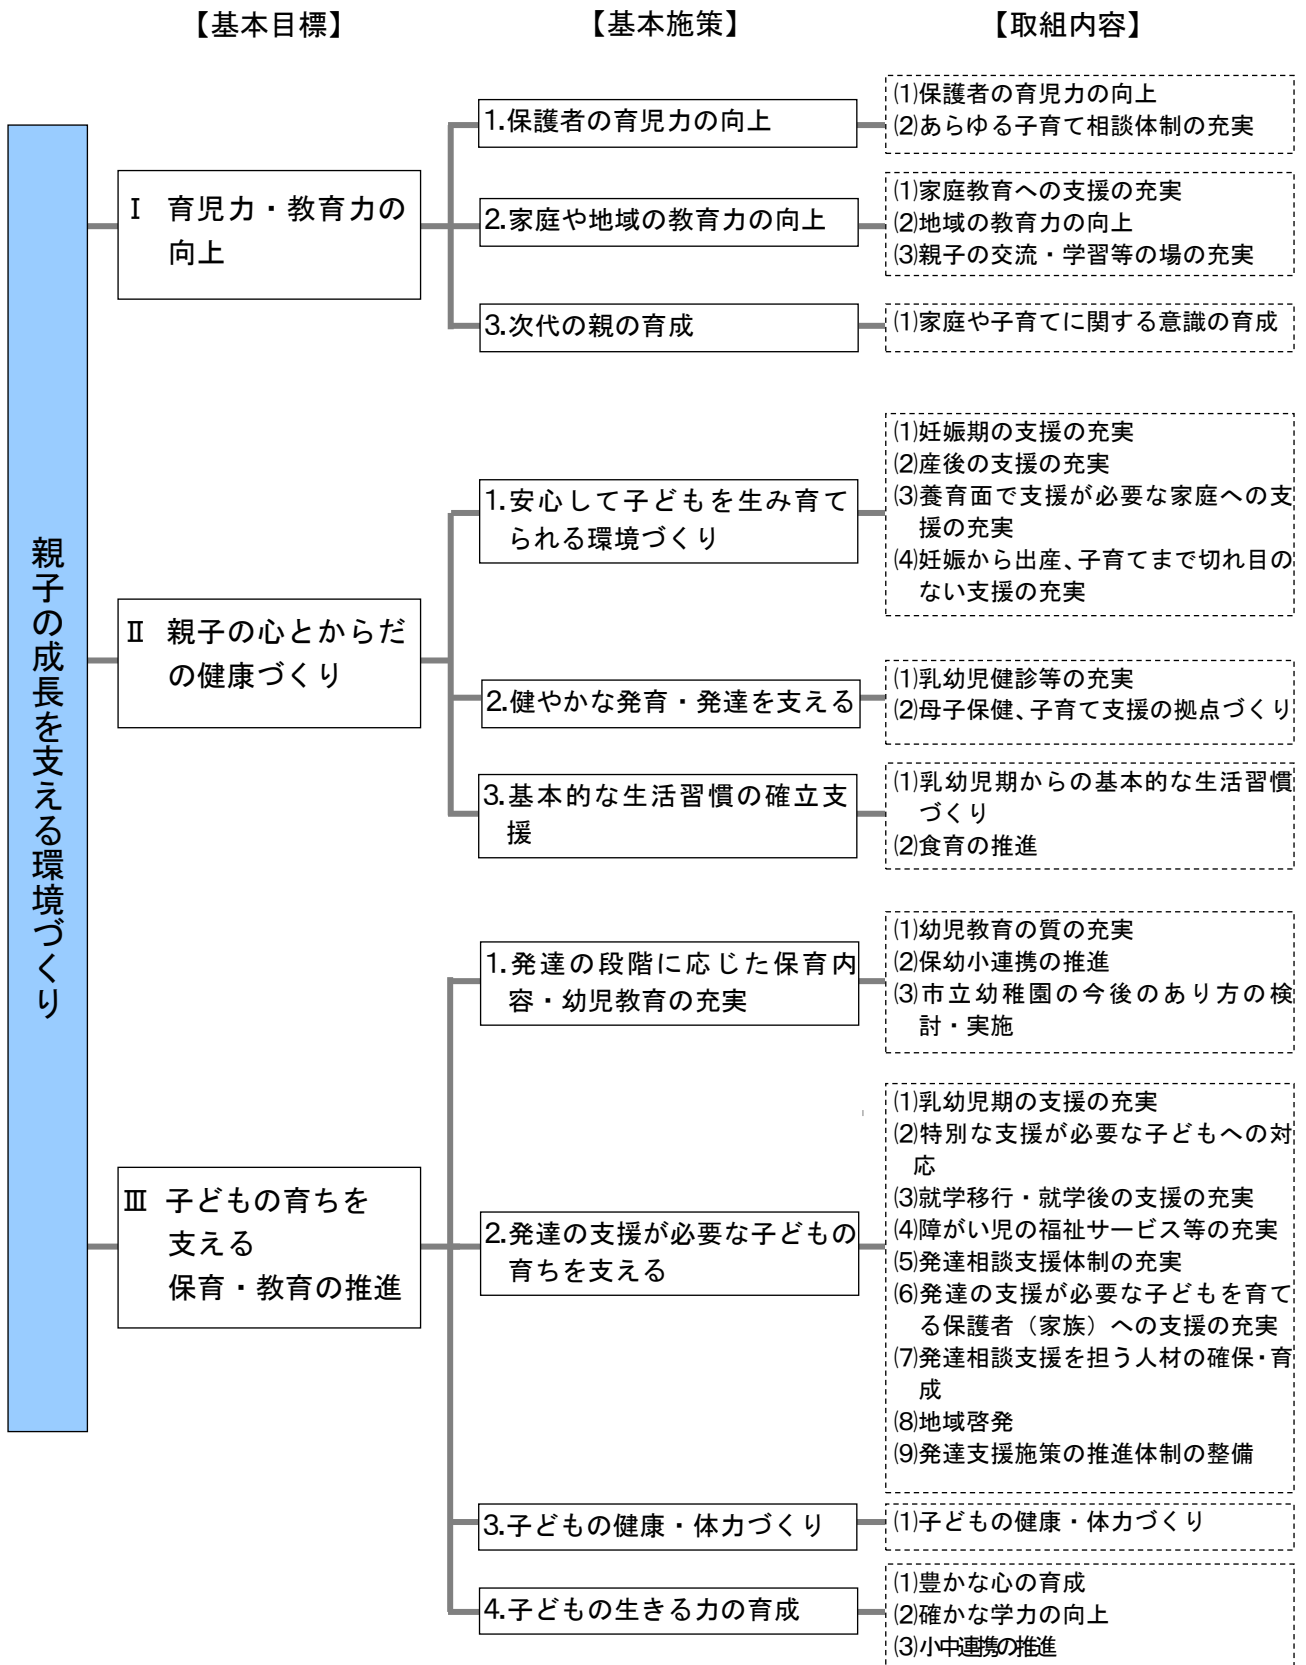 【基本目標】
【基本施策】
【取組内容】
親子の成長を支える環境づくり
Ⅰ 育児力・教育力の
向上
1.保護者の育児力の向上
⑴保護者の育児力の向上
⑵あらゆる子育て相談体制の充実
2.家庭や地域の教育力の向上
⑴家庭教育への支援の充実
⑵地域の教育力の向上
⑶親子の交流・学習等の場の充実
3.次代の親の育成
⑴家庭や子育てに関する意識の育成
Ⅱ 親子の心とからだ
の健康づくり
1.安心して子どもを生み育て
られる環境づくり
⑴妊娠期の支援の充実
⑵産後の支援の充実
⑶養育面で支援が必要な家庭への支
援の充実
⑷妊娠から出産、子育てまで切れ目の
ない支援の充実
2.健やかな発育・発達を支える
⑴乳幼児健診等の充実
⑵母子保健、子育て支援の拠点づくり
3.基本的な生活習慣の確立支
援
⑴乳幼児期からの基本的な生活習慣
づくり
⑵食育の推進
Ⅲ 子どもの育ちを
支える
保育・教育の推進
1.発達の段階に応じた保育内
容・幼児教育の充実
⑴幼児教育の質の充実
⑵保幼小連携の推進
⑶市立幼稚園の今後のあり方の検
討・実施
2.発達の支援が必要な子どもの
育ちを支える
⑴乳幼児期の支援の充実
⑵特別な支援が必要な子どもへの対
応
⑶就学移行・就学後の支援の充実
⑷障がい児の福祉サービス等の充実
⑸発達相談支援体制の充実
⑹発達の支援が必要な子どもを育て
る保護者（家族）への支援の充実
⑺発達相談支援を担う人材の確保・育
成
⑻地域啓発
⑼発達支援施策の推進体制の整備
3.子どもの健康・体力づくり
⑴子どもの健康・体力づくり
4.子どもの生きる力の育成
⑴豊かな心の育成
⑵確かな学力の向上
⑶小中連携の推進